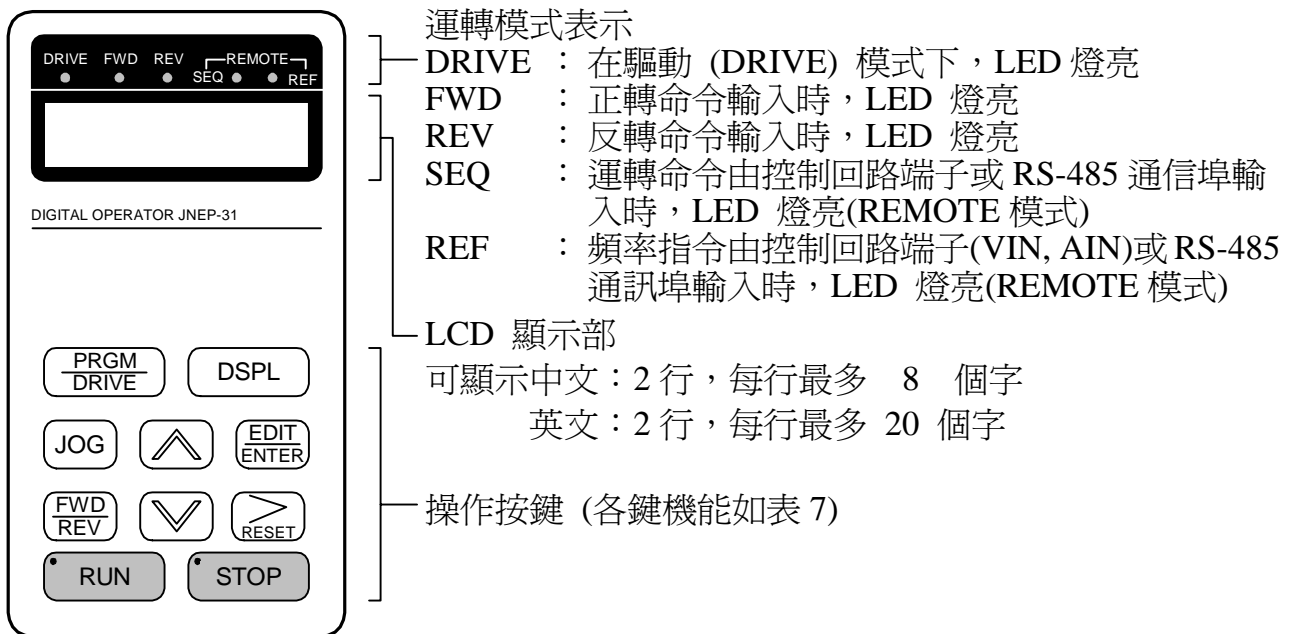 DRIVE FWD REV REMOTE
SEQ REF
DIGITAL OPERATOR JNEP-31
PRGM
DRIVE
DSPL
JOG
EDIT
ENTER
FWD
REV
RESET
RUN STOP
運轉模式表示
DRIVE : 在驅動 (DRIVE) 模式下,LED 燈亮
FWD : 正轉命令輸入時,LED 燈亮
REV : 反轉命令輸入時,LED 燈亮
SEQ : 運轉命令由控制回路端子或 RS-485 通信埠輸
入時,LED 燈亮(REMOTE 模式)
REF : 頻率指令由控制回路端子(VIN, AIN)或 RS-485
通訊埠輸入時,LED 燈亮(REMOTE 模式)
LCD 顯示部
可顯示中文:2 行,每行最多 8 個字
英文:2 行,每行最多 20 個字
操作按鍵 (各鍵機能如表 7)